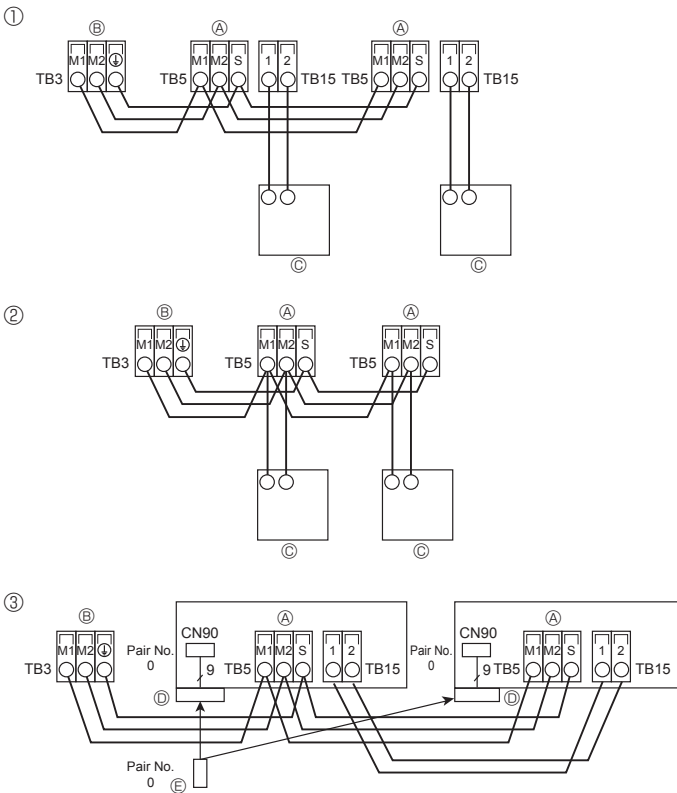 ①
Ⓑ Ⓐ Ⓐ
M1 M2 ⏚ M1 M2 S 1 2 M1 M2 S 1 2
TB3 TB5 TB15 TB5 TB15
Ⓒ Ⓒ
②
Ⓑ Ⓐ Ⓐ
M1 M2 ⏚ M1 M2 S M1 M2 S
TB3 TB5 TB5
Ⓒ Ⓒ
③
Ⓑ Ⓐ Ⓐ
CN90 CN90
M1 M2 ⏚ Pair No. M1 M2 S 1 2 Pair No. M1 M2 S 1 2
TB3 0 9 TB5 TB15 0 9 TB5 TB15
Ⓓ Ⓓ
Pair No.
0 Ⓔ